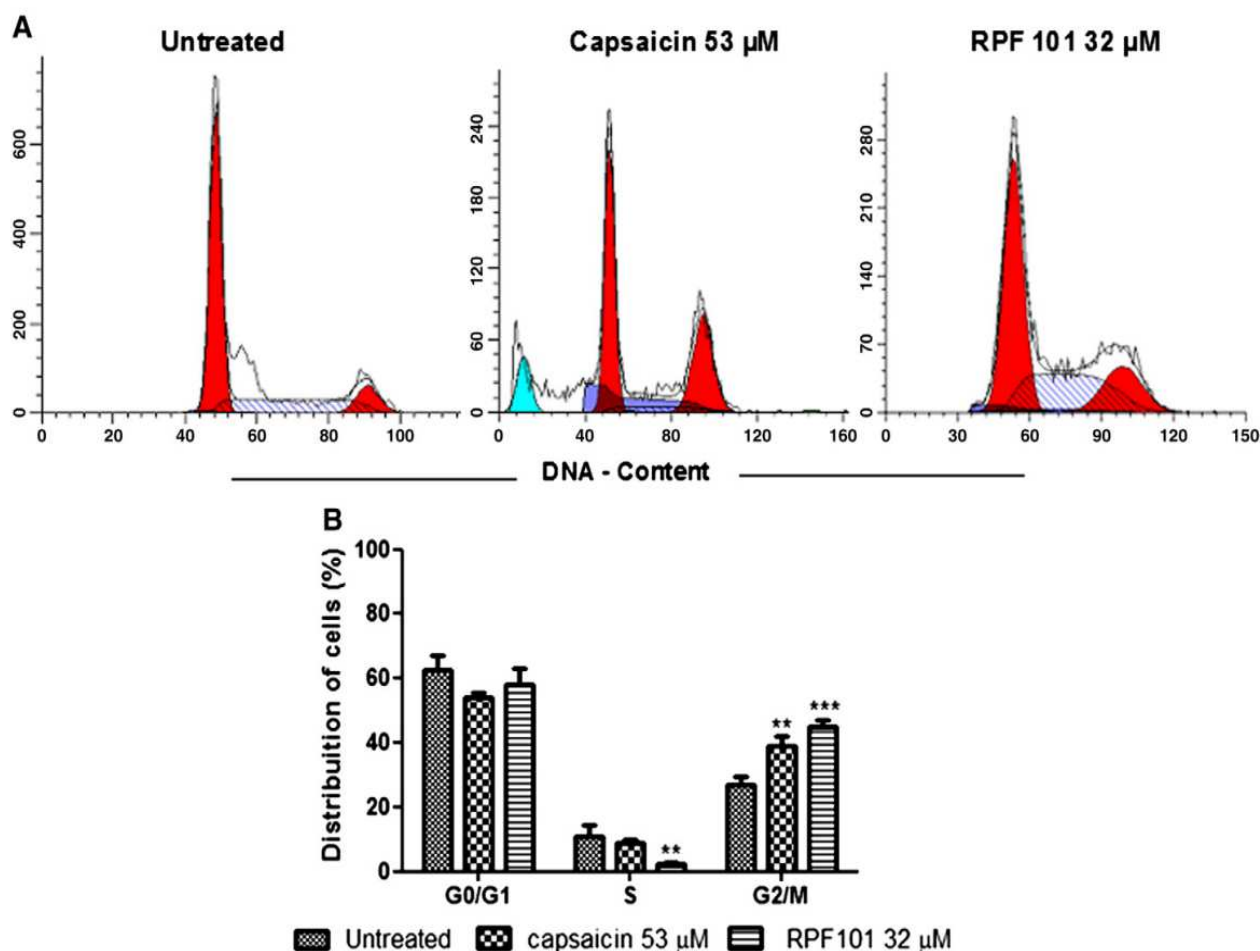 A
Untreated
Capsaicin 53 µM
RPF 101 32 µM
600
400
200
0
0 20 40 60 80 100
240
180
120
60
0
0 40 80 120 160
280
210
140
70
0
0 30 60 90 120 150
DNA - Content
B
Distribuition of cells (%)
100
80
60
40
20
0
**
**
***
G0/G1 S G2/M
Untreated capsaicin 53 µM RPF101 32 µM